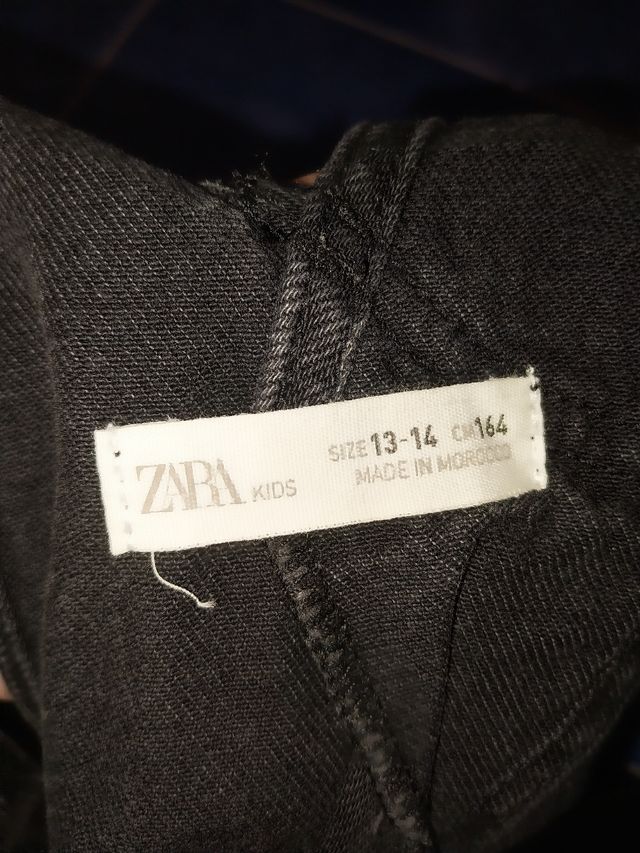 ZARA KIDS
SIZE 13-14 CM 164
MADE IN MOROCCO